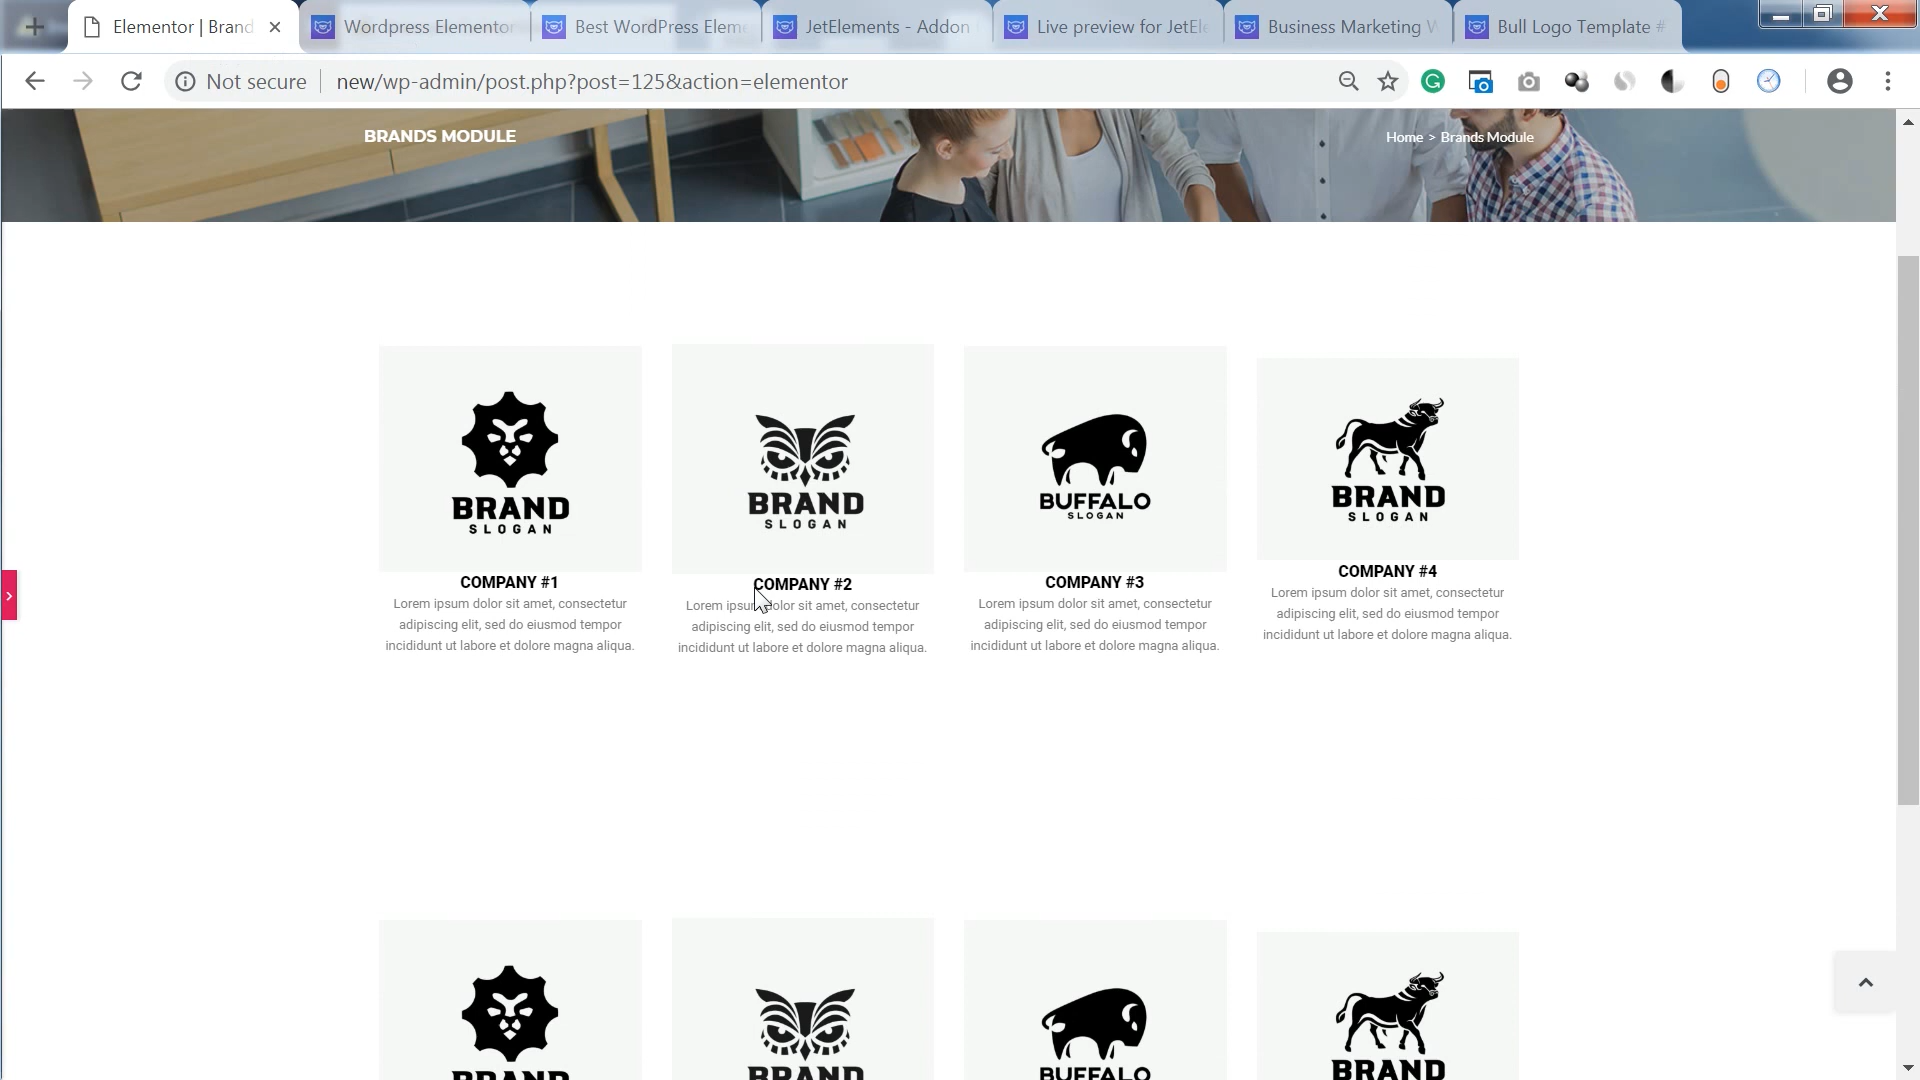 Elementor | Brand
Wordpress Elementor
Best WordPress Eleme
JetElements - Addon
Live preview for JetEle
Business Marketing W
Bull Logo Template #
Not secure
new/wp-admin/post.php?post=125&action=elementor
BRANDS MODULE
Home > Brands Module
BRAND
SLOGAN
BRAND
SLOGAN
BUFFALO
SLOGAN
BRAND
SLOGAN
COMPANY #1
Lorem ipsum dolor sit amet, consectetur
adipiscing elit, sed do eiusmod tempor
incididunt ut labore et dolore magna aliqua.
COMPANY #2
Lorem ipsum dolor sit amet, consectetur
adipiscing elit, sed do eiusmod tempor
incididunt ut labore et dolore magna aliqua.
COMPANY #3
Lorem ipsum dolor sit amet, consectetur
adipiscing elit, sed do eiusmod tempor
incididunt ut labore et dolore magna aliqua.
COMPANY #4
Lorem ipsum dolor sit amet, consectetur
adipiscing elit, sed do eiusmod tempor
incididunt ut labore et dolore magna aliqua.
BRAND
BRAND
BUFFALO
BRAND